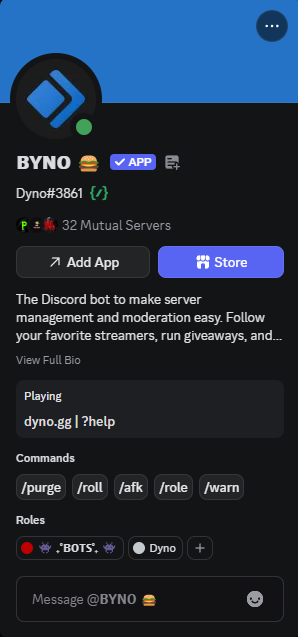 BYNO 🍔 ✓ APP
Dyno#3861 {/}
32 Mutual Servers
Add App
Store
The Discord bot to make server
management and moderation easy. Follow
your favorite streamers, run giveaways, and...
View Full Bio
Playing
dyno.gg | ?help
Commands
/purge /roll /afk /role /warn
Roles
👾 ₊˚BOTS˚₊ 👾 Dyno +
Message @BYNO 🍔